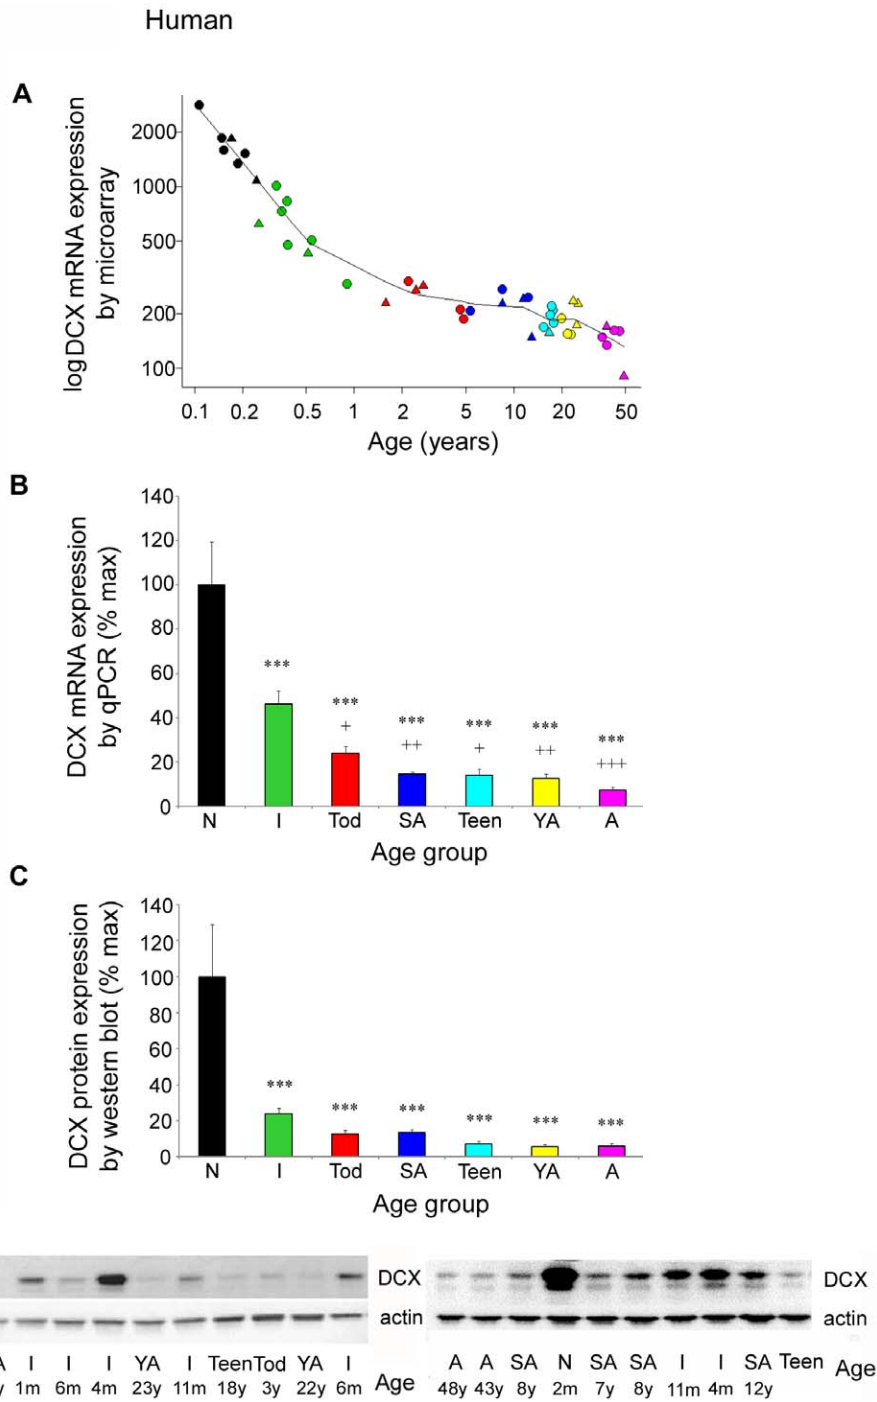 Human
A
logDCX mRNA expression
by microarray
2000
1000
500
200
100
0.1 0.2 0.5 1 2 5 10 20 50
Age (years)
B
DCX mRNA expression
by qPCR (% max)
140
120
100
80
60
40
20
0
***
***
+
***
++
***
+
***
++
***
+++
N I Tod SA Teen YA A
Age group
C
DCX protein expression
by western blot (% max)
140
120
100
80
60
40
20
0
*** *** *** *** *** ***
N I Tod SA Teen YA A
Age group
DCX
actin
A I I I YA I Teen Tod YA I
y 1m 6m 4m 23y 11m 18y 3y 22y 6m Age
DCX
actin
A A SA N SA SA I I SA Teen Age
48y 43y 8y 2m 7y 8y 11m 4m 12y